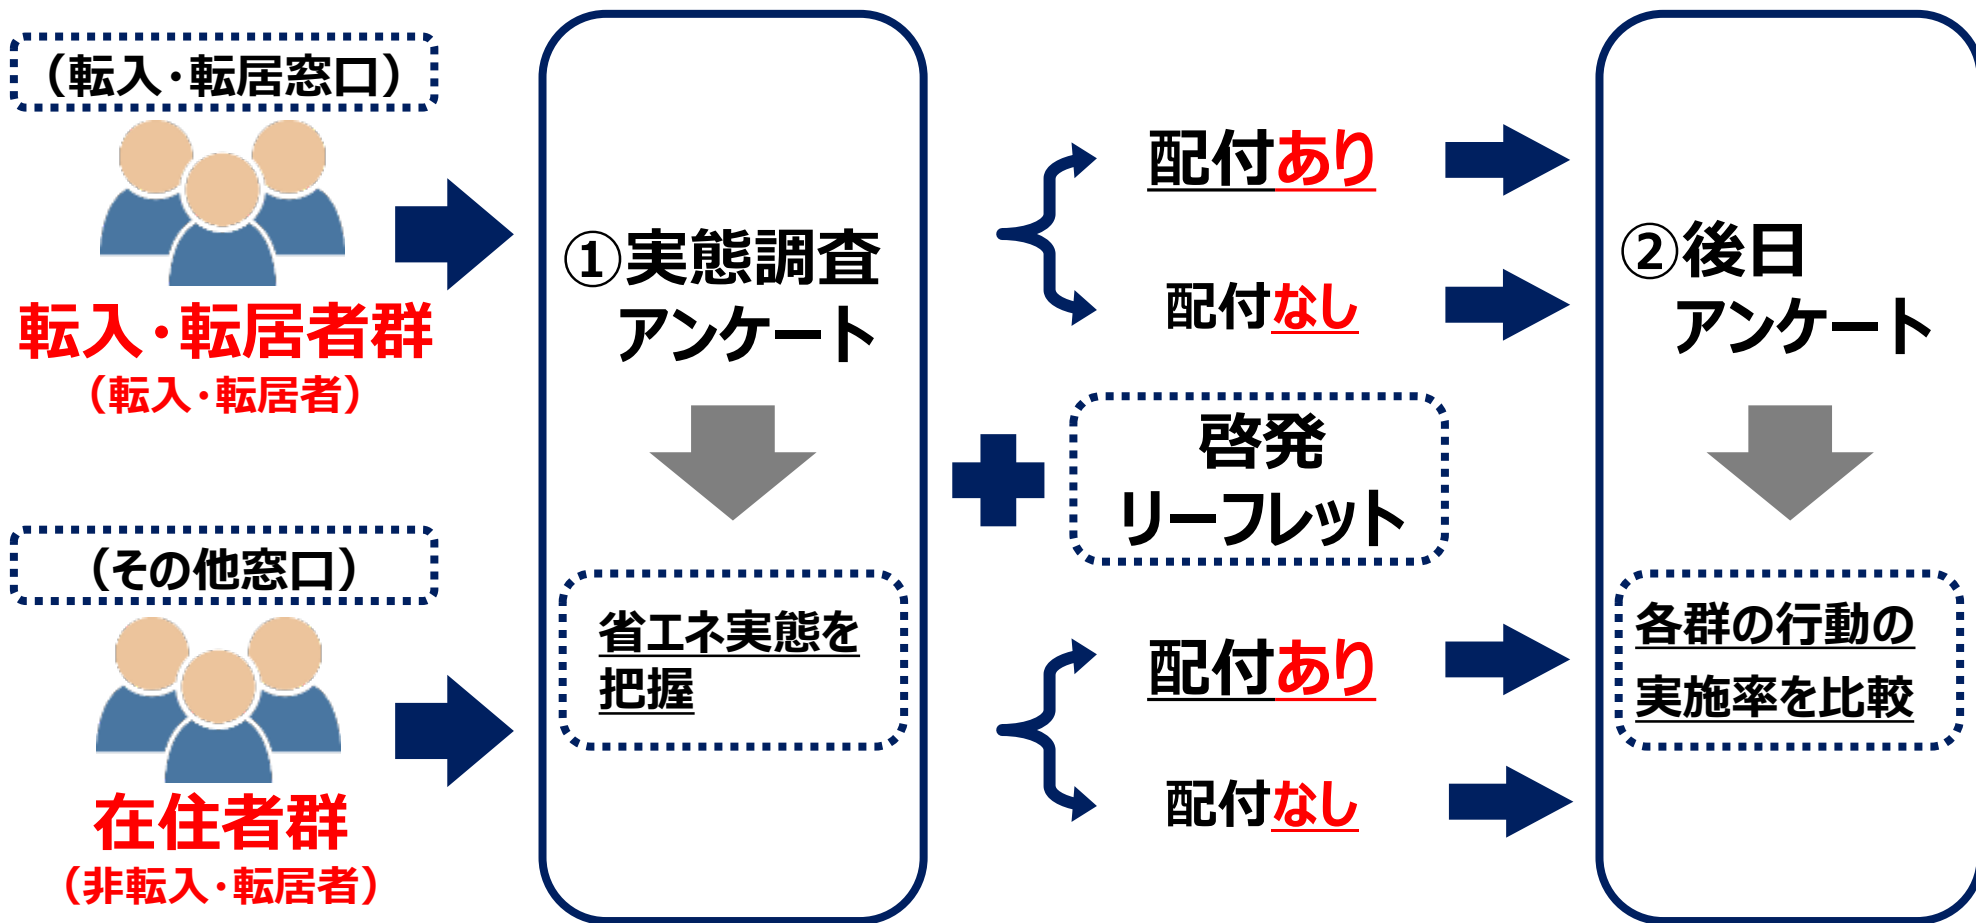 （転入・転居窓口）
転入・転居者群
（転入・転居者）
（その他窓口）
在住者群
（非転入・転居者）
①実態調査
アンケート
省エネ実態を
把握
配付あり
配付なし
啓発
リーフレット
配付あり
配付なし
②後日
アンケート
各群の行動の
実施率を比較